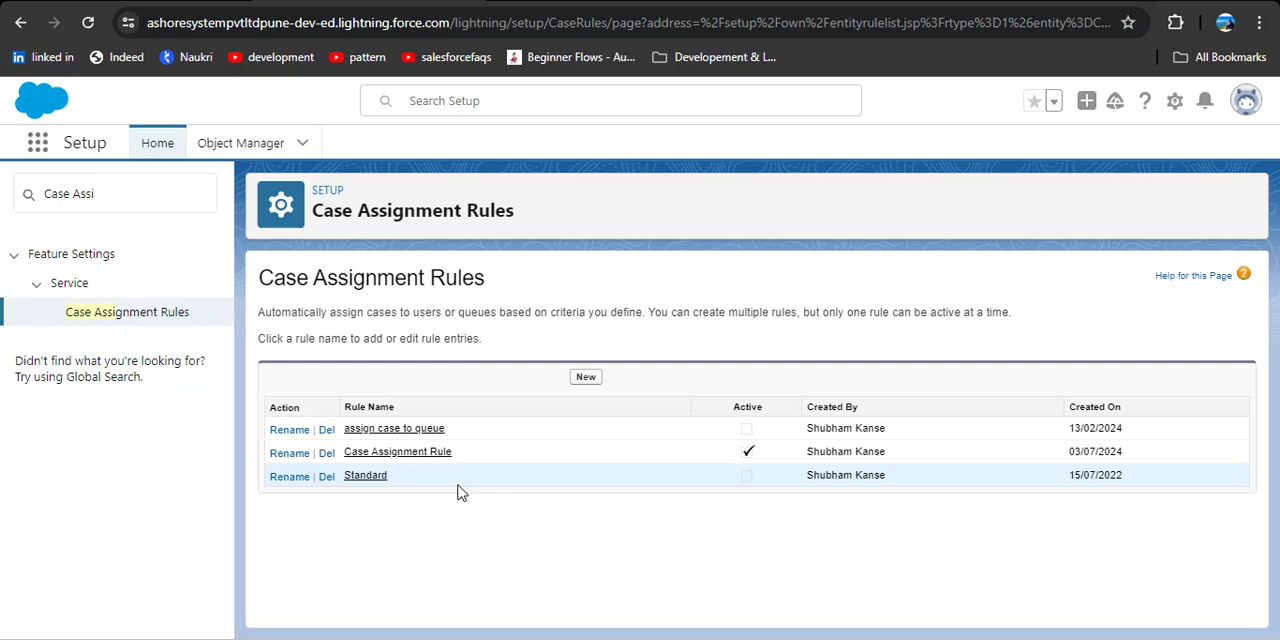 ashoresystempvtltdpune-dev-ed.lightning.force.com/lightning/setup/CaseRules/page?address=%2Fsetup%2Fown%2Fentityrulelist.jsp%3Frtype%3D1%26entity%3DC...
linked in
Indeed
Naukri
development
pattern
salesforcefaqs
Beginner Flows - Au...
Developement & L...
All Bookmarks
Search Setup
Setup
Home
Object Manager
Case Assi
Feature Settings
Service
Case Assignment Rules
Didn't find what you're looking for?
Try using Global Search.
SETUP
Case Assignment Rules
Case Assignment Rules
Help for this Page
Automatically assign cases to users or queues based on criteria you define. You can create multiple rules, but only one rule can be active at a time.
Click a rule name to add or edit rule entries.
New
Action Rule Name Active Created By Created On
Rename | Del assign case to queue Shubham Kanse 13/02/2024
Rename | Del Case Assignment Rule Shubham Kanse 03/07/2024
Rename | Del Standard Shubham Kanse 15/07/2022